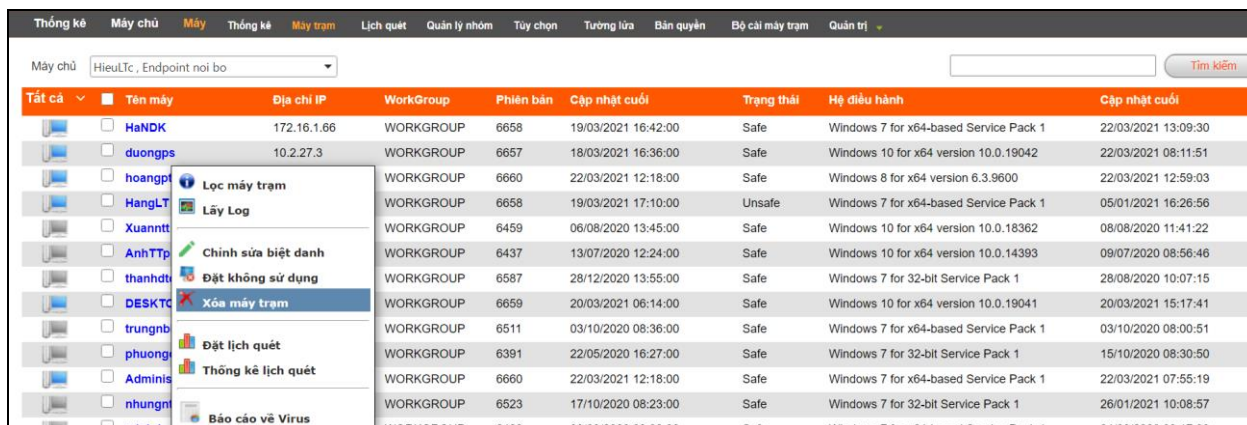 Thống kê Máy chủ Máy Thống kê Máy trạm Lịch quét Quản lý nhóm Tùy chọn Tường lửa Bản quyền Bộ cài máy trạm Quản trị
Máy chủ HieuLTc , Endpoint noi bo Tìm kiếm
Tất cả Tên máy Địa chỉ IP WorkGroup Phiên bản Cập nhật cuối Trạng thái Hệ điều hành Cập nhật cuối
HaNDK 172.16.1.66 WORKGROUP 6658 19/03/2021 16:42:00 Safe Windows 7 for x64-based Service Pack 1 22/03/2021 13:09:30
duongps 10.2.27.3 WORKGROUP 6657 18/03/2021 16:36:00 Safe Windows 10 for x64 version 10.0.19042 22/03/2021 08:11:51
hoangpt WORKGROUP 6660 22/03/2021 12:18:00 Safe Windows 8 for x64 version 6.3.9600 22/03/2021 12:59:03
HangLT WORKGROUP 6658 19/03/2021 17:10:00 Unsafe Windows 7 for x64-based Service Pack 1 05/01/2021 16:26:56
Xuanntt WORKGROUP 6459 06/08/2020 13:45:00 Safe Windows 10 for x64 version 10.0.18362 08/08/2020 11:41:22
AnhTTp WORKGROUP 6437 13/07/2020 12:24:00 Safe Windows 10 for x64 version 10.0.14393 09/07/2020 08:56:46
thanhdt WORKGROUP 6587 28/12/2020 13:55:00 Safe Windows 7 for 32-bit Service Pack 1 28/08/2020 10:07:15
DESKTO WORKGROUP 6659 20/03/2021 06:14:00 Safe Windows 10 for x64 version 10.0.19041 20/03/2021 15:17:41
trungnb WORKGROUP 6511 03/10/2020 08:36:00 Safe Windows 7 for x64-based Service Pack 1 03/10/2020 08:00:51
phuong WORKGROUP 6391 22/05/2020 16:27:00 Safe Windows 7 for 32-bit Service Pack 1 15/10/2020 08:30:50
Adminis WORKGROUP 6660 22/03/2021 12:18:00 Safe Windows 7 for x64-based Service Pack 1 22/03/2021 07:55:19
nhungnt WORKGROUP 6523 17/10/2020 08:23:00 Safe Windows 7 for 32-bit Service Pack 1 26/01/2021 10:08:57
Lọc máy trạm
Lấy Log
Chỉnh sửa biệt danh
Đặt không sử dụng
Xóa máy trạm
Đặt lịch quét
Thống kê lịch quét
Báo cáo về Virus